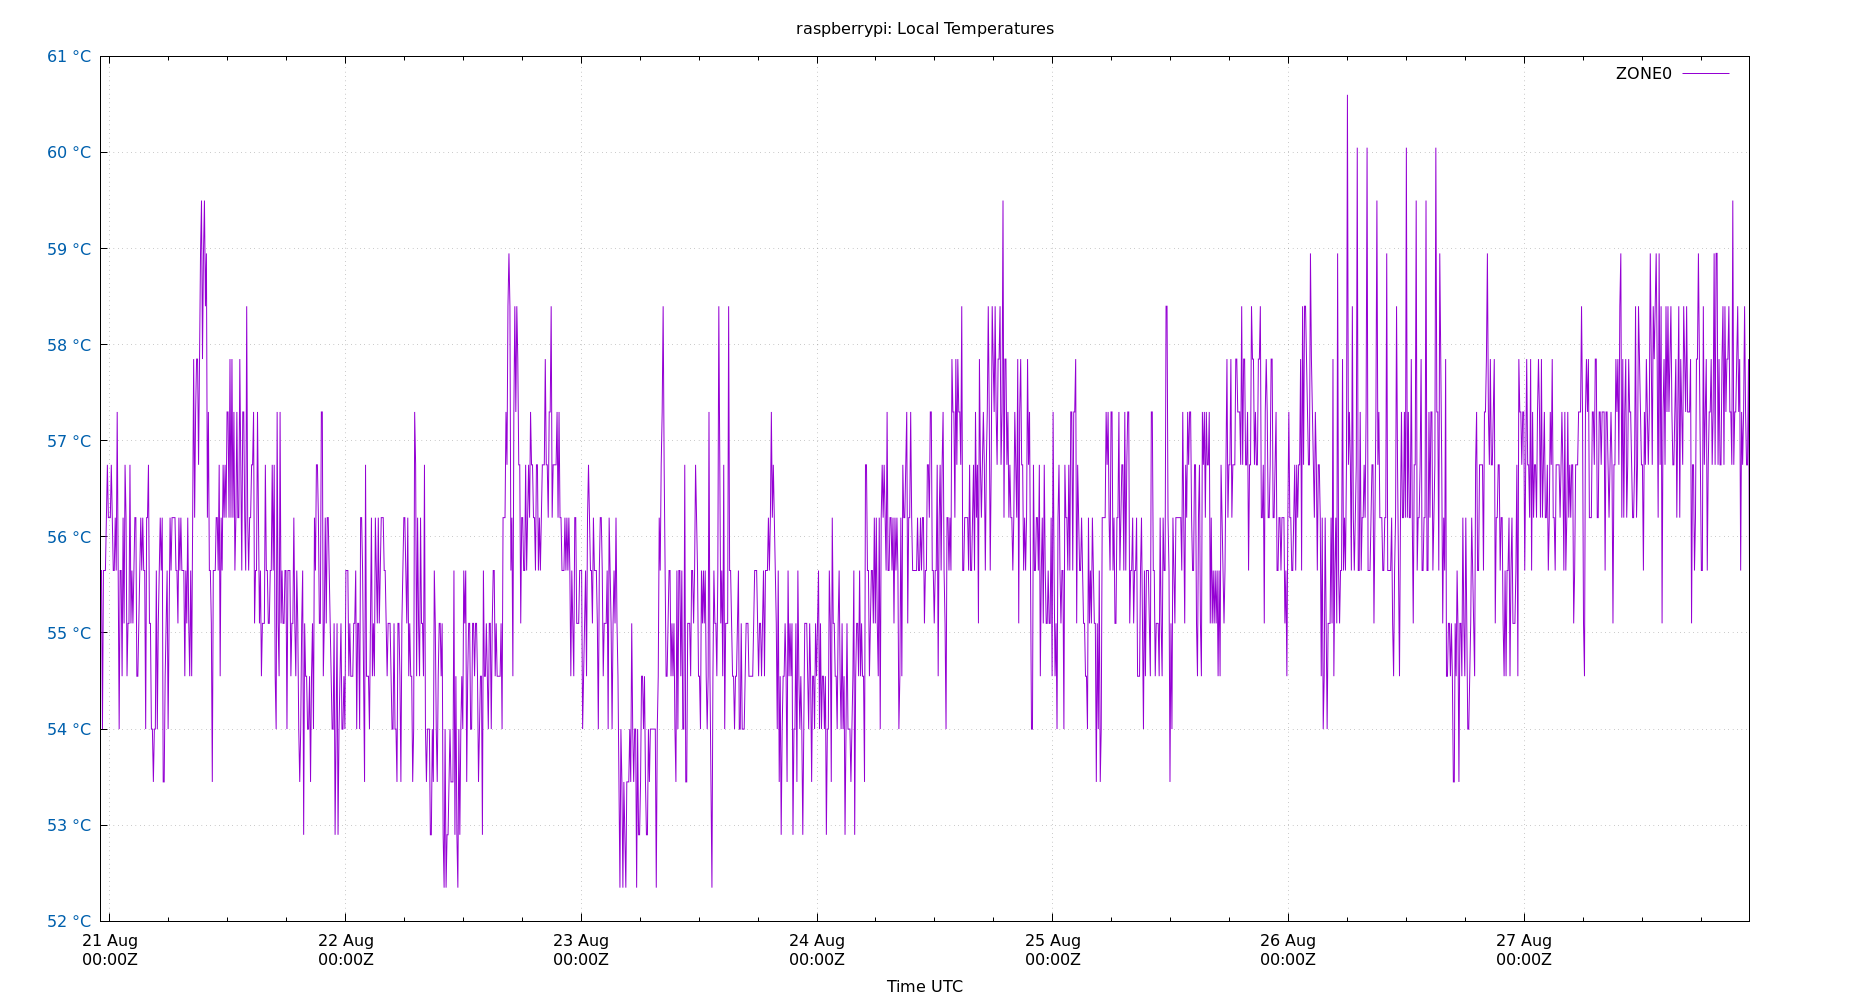 raspberrypi: Local Temperatures
61 °C
ZONE0
60 °C
59 °C
58 °C
57 °C
56 °C
55 °C
54 °C
53 °C
52 °C
21 Aug 22 Aug 23 Aug 24 Aug 25 Aug 26 Aug 27 Aug
00:00Z 00:00Z 00:00Z 00:00Z 00:00Z 00:00Z 00:00Z
Time UTC